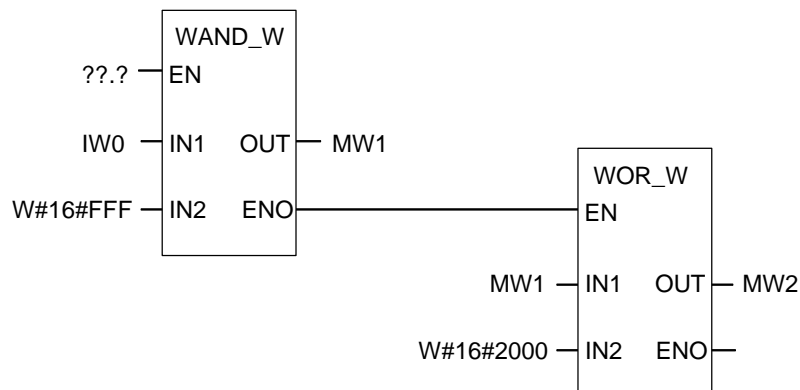 WAND_W
??.? EN
IW0 IN1 OUT MW1
W#16#FFF IN2 ENO
WOR_W
EN
MW1 IN1 OUT MW2
W#16#2000 IN2 ENO